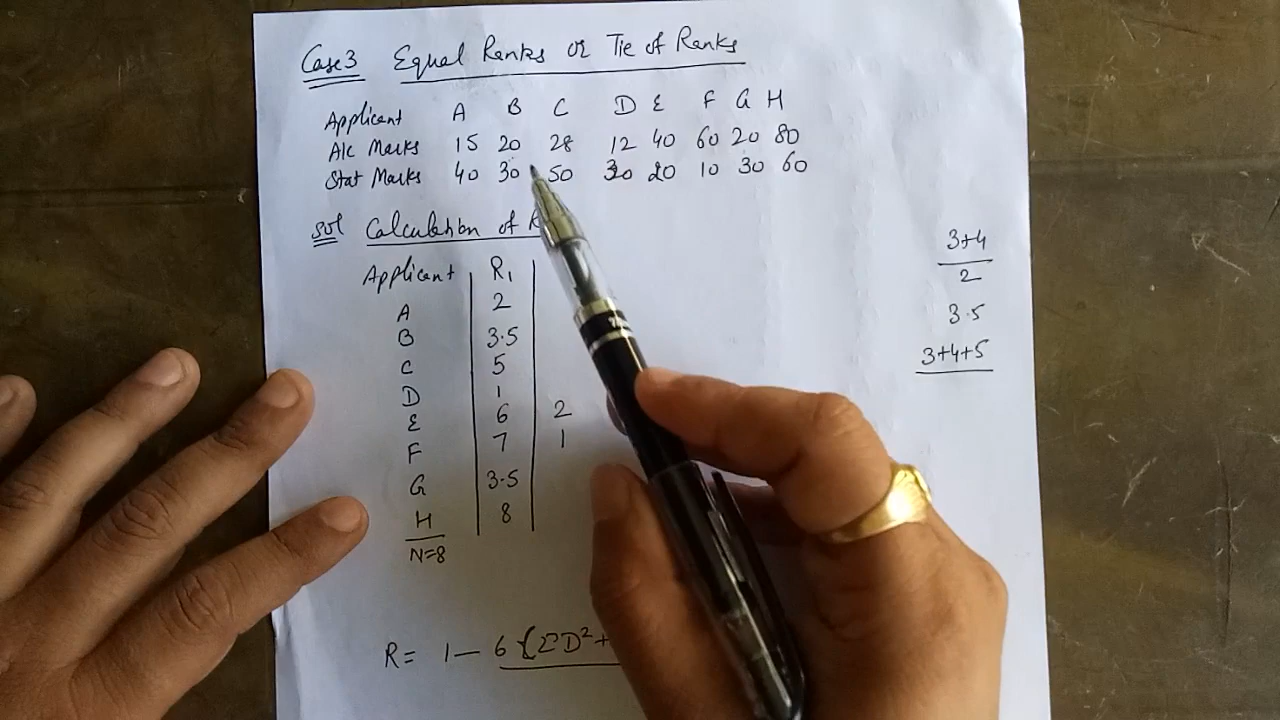 Case 3 Equal Ranks or Tie of Ranks
Applicant A B C D E F G H
A/c Marks 15 20 28 12 40 60 20 80
Stat Marks 40 30 50 30 20 10 30 60
Sol Calculation of
Applicant R₁
A 2
B 3.5
C 5
D 1
E 6 2
F 7 1
G 3.5
H 8
N=8
3+4
2
3.5
3+4+5
R= 1 — 6 { ΣD² +